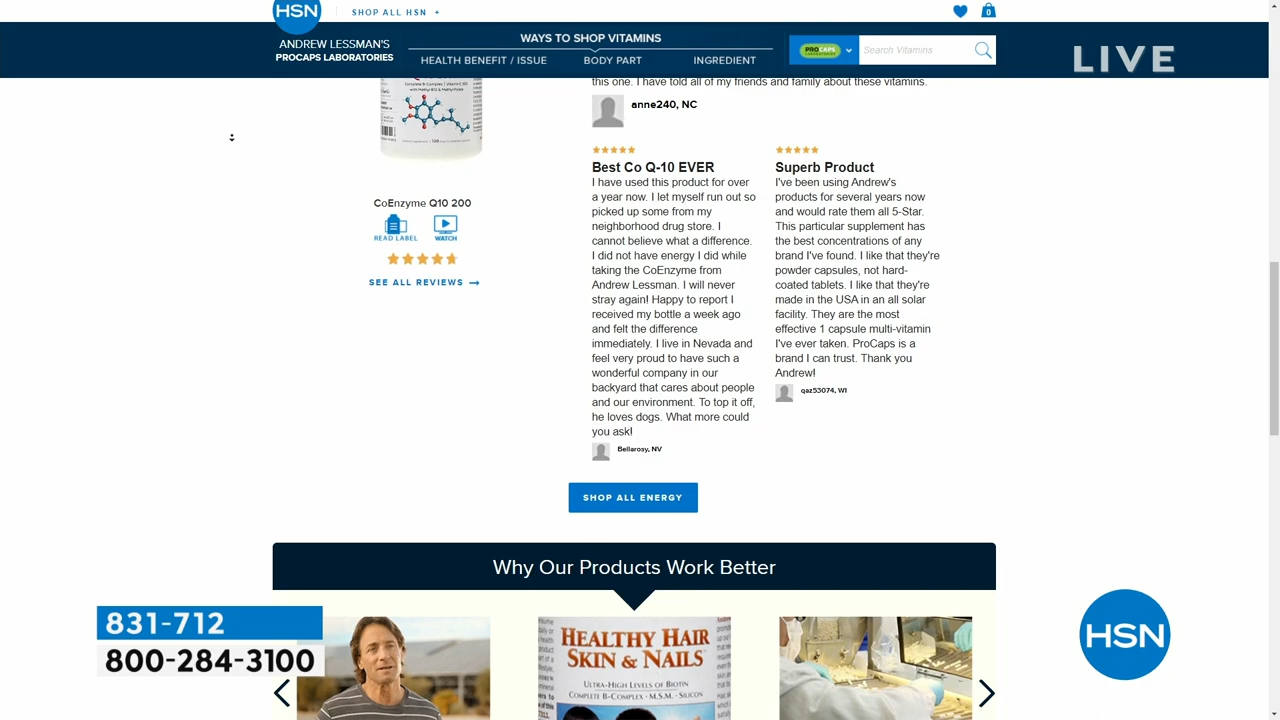 HSN
SHOP ALL HSN +
0
ANDREW LESSMAN'S
PROCAPS LABORATORIES
WAYS TO SHOP VITAMINS
HEALTH BENEFIT / ISSUE
BODY PART
INGREDIENT
PROCAPS
Search Vitamins
LIVE
this one. I have told all of my friends and family about these vitamins.
anne240, NC
CoEnzyme Q10 200
READ LABEL
WATCH
SEE ALL REVIEWS
Best Co Q-10 EVER
I have used this product for over
a year now. I let myself run out so
picked up some from my
neighborhood drug store. I
cannot believe what a difference.
I did not have energy I did while
taking the CoEnzyme from
Andrew Lessman. I will never
stray again! Happy to report I
received my bottle a week ago
and felt the difference
immediately. I live in Nevada and
feel very proud to have such a
wonderful company in our
backyard that cares about people
and our environment. To top it off,
he loves dogs. What more could
you ask!
Bellarosy, NV
Superb Product
I've been using Andrew's
products for several years now
and would rate them all 5-Star.
This particular supplement has
the best concentrations of any
brand I've found. I like that they're
powder capsules, not hard-
coated tablets. I like that they're
made in the USA in an all solar
facility. They are the most
effective 1 capsule multi-vitamin
I've ever taken. ProCaps is a
brand I can trust. Thank you
Andrew!
qaz53074, WI
SHOP ALL ENERGY
Why Our Products Work Better
831-712
800-284-3100
HEALTHY HAIR
SKIN & NAILS
ULTRA-HIGH LEVELS OF BIOTIN
COMPLETE B-COMPLEX · M.S.M. · SILICON
HSN